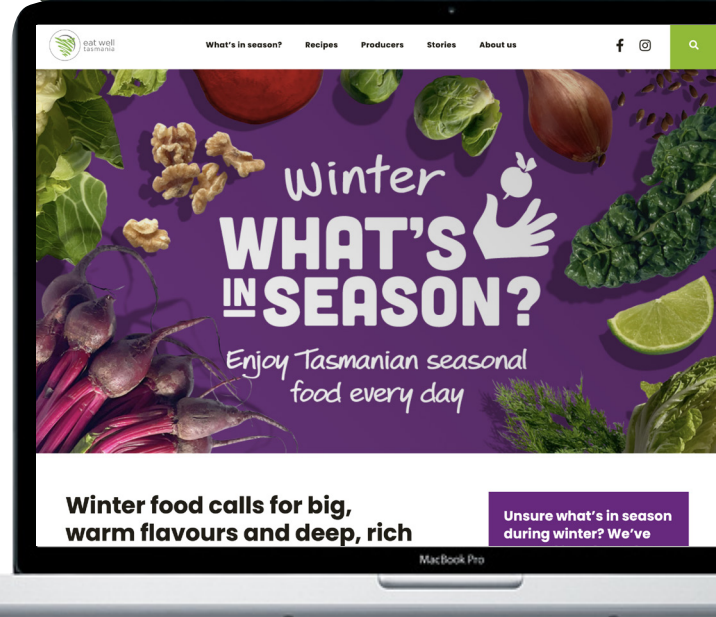 eat well
tasmania
What's in season?
Recipes
Producers
Stories
About us
Winter
WHAT'S
IN SEASON?
Enjoy Tasmanian seasonal
food every day
Winter food calls for big,
warm flavours and deep, rich
Unsure what's in season
during winter? We've
MacBook Pro